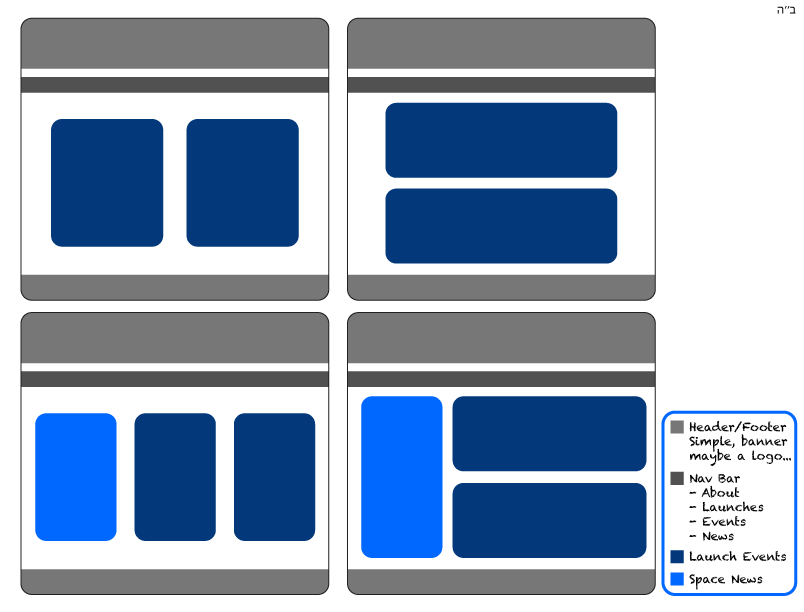 ב״ה
Header/Footer
Simple, banner
maybe a logo...
Nav Bar
- About
- Launches
- Events
- News
Launch Events
Space News